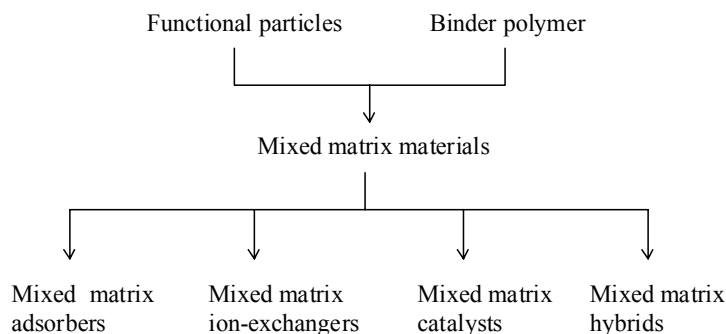 Functional particles
Binder polymer
Mixed matrix materials
Mixed matrix
adsorbers
Mixed matrix
ion-exchangers
Mixed matrix
catalysts
Mixed matrix
hybrids